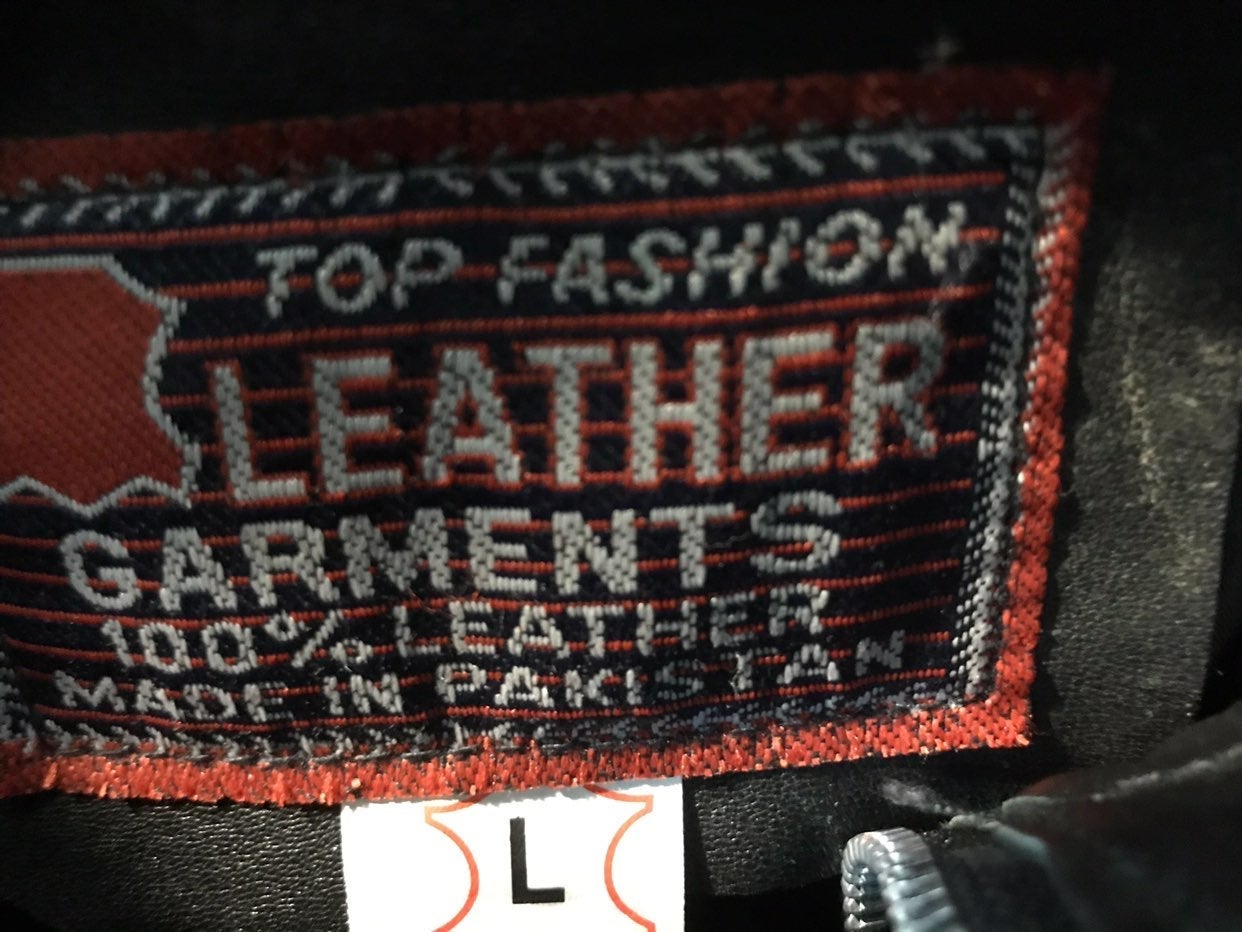 TOP FASHION
LEATHER
GARMENTS
100% LEATHER
MADE IN PAKISTAN
L